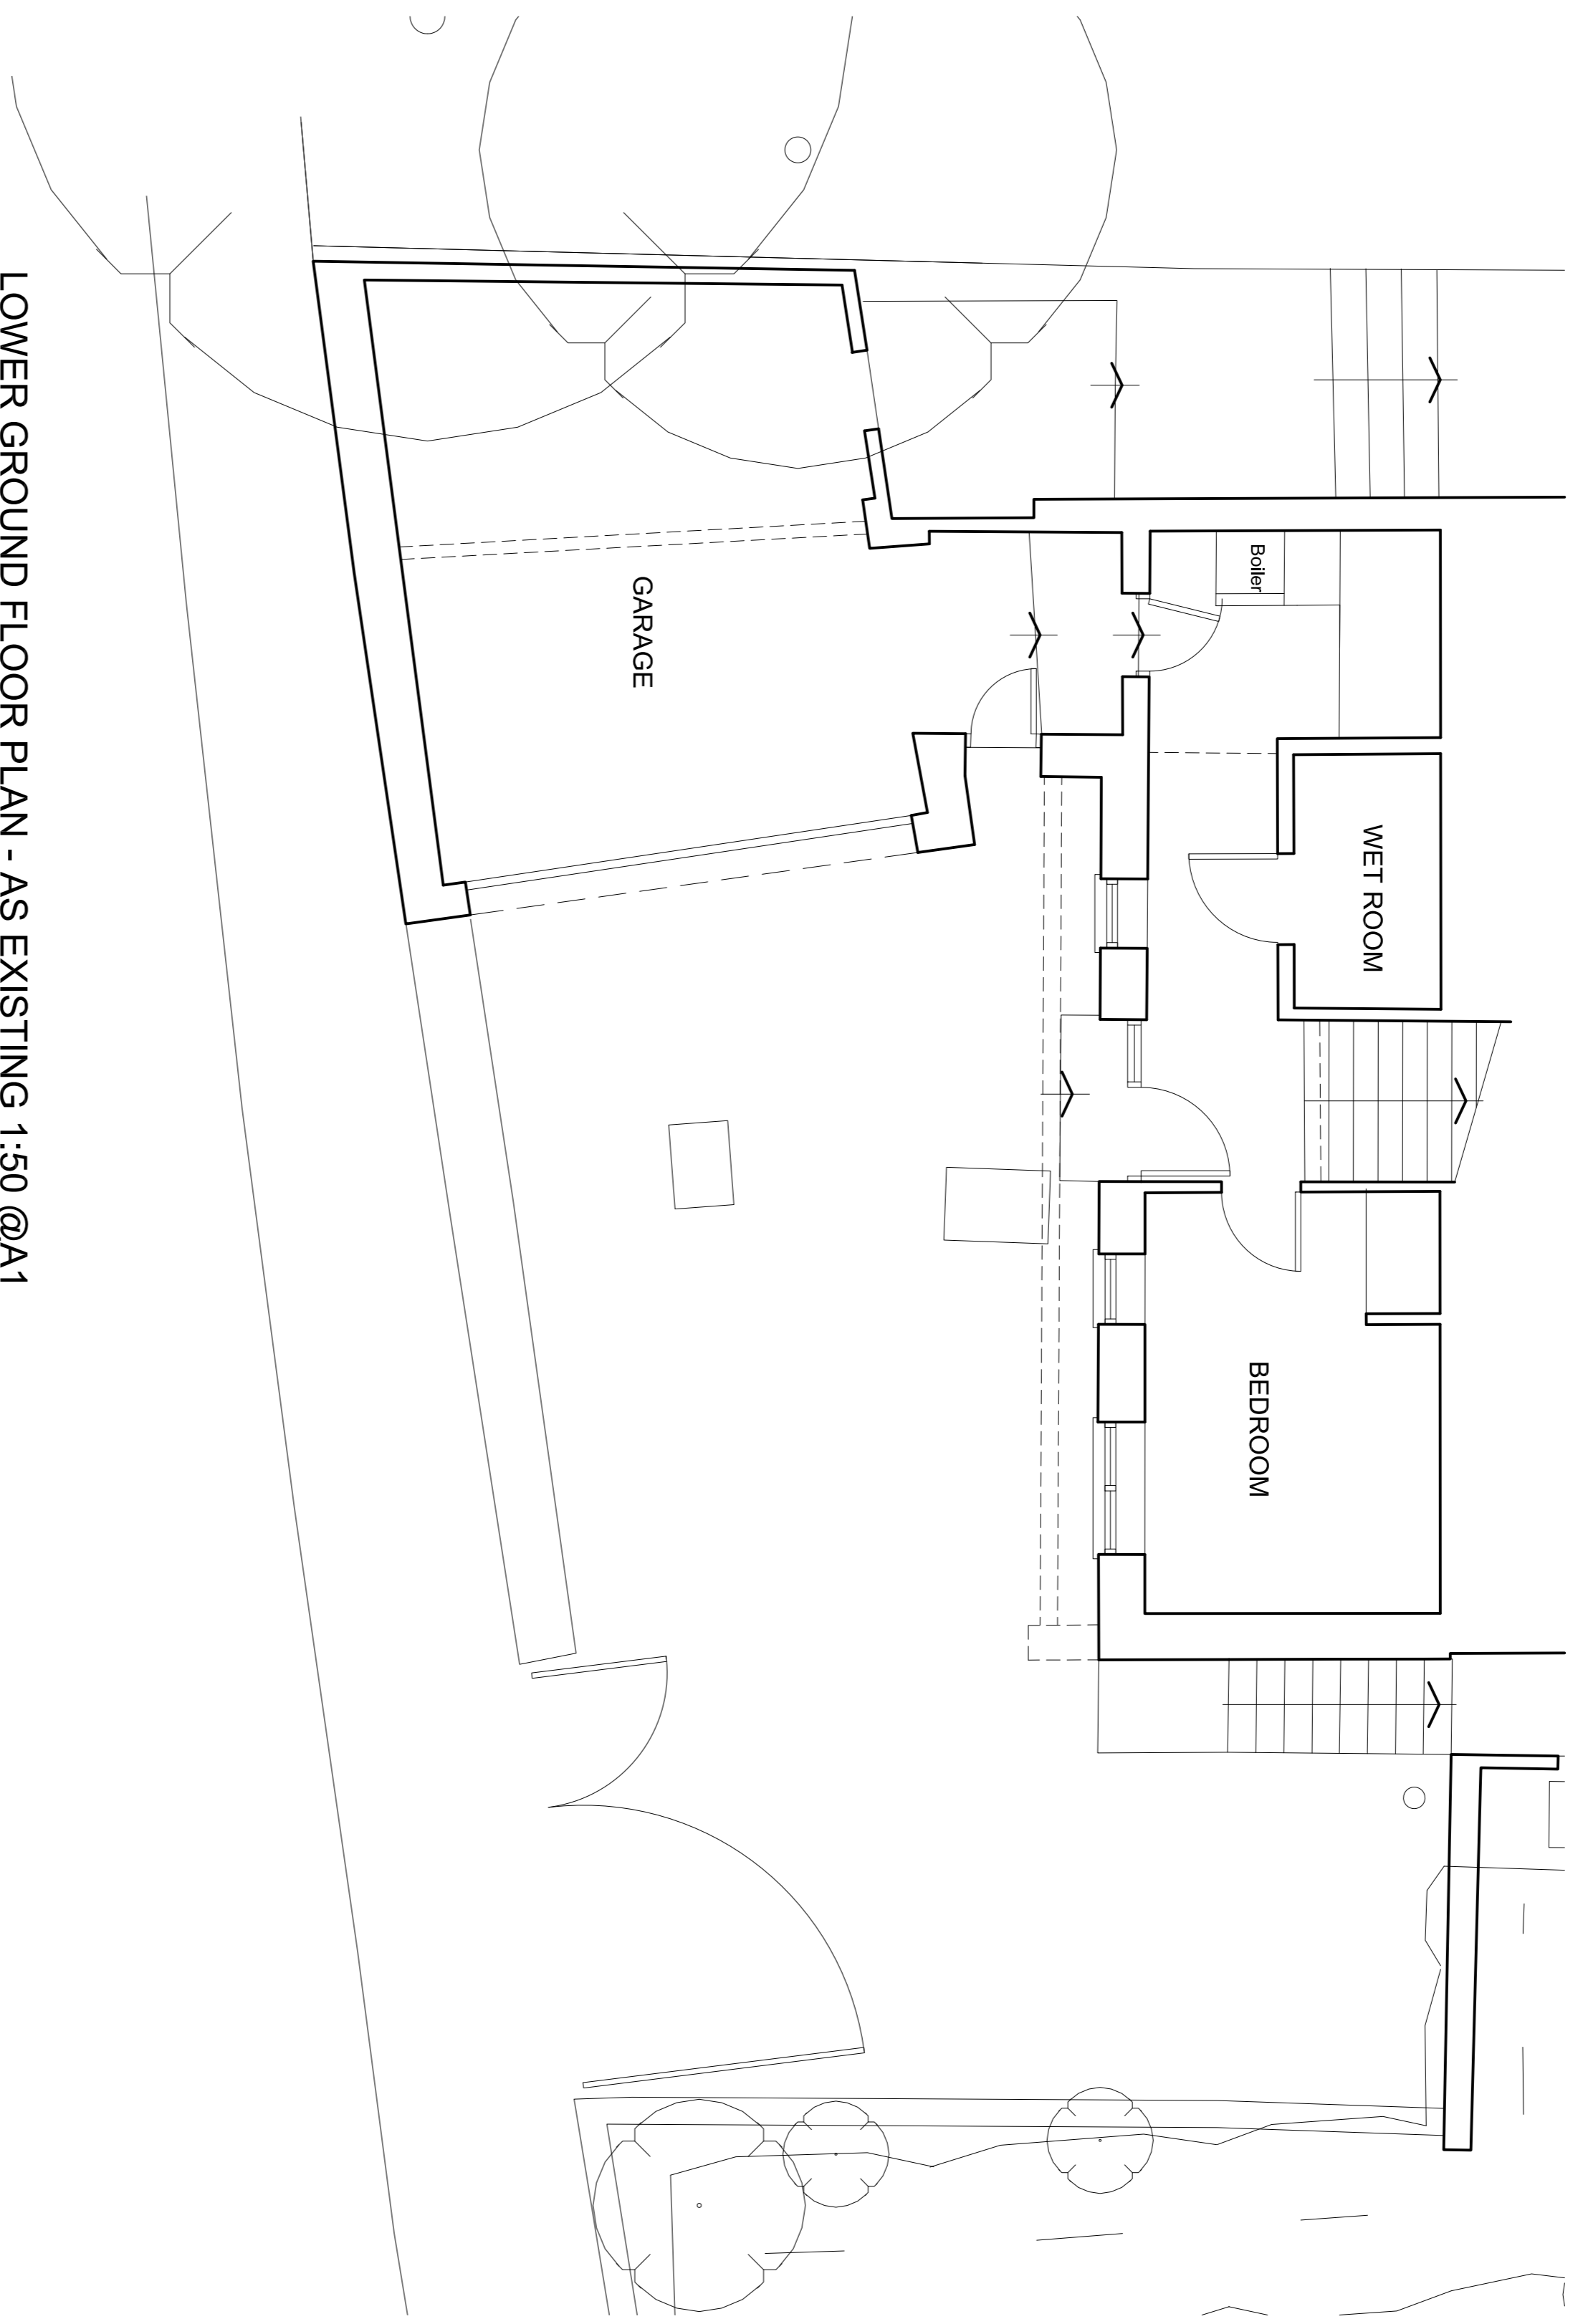 Boiler
WET ROOM
GARAGE
BEDROOM
LOWER GROUND FLOOR PLAN - AS EXISTING 1:50 @A1